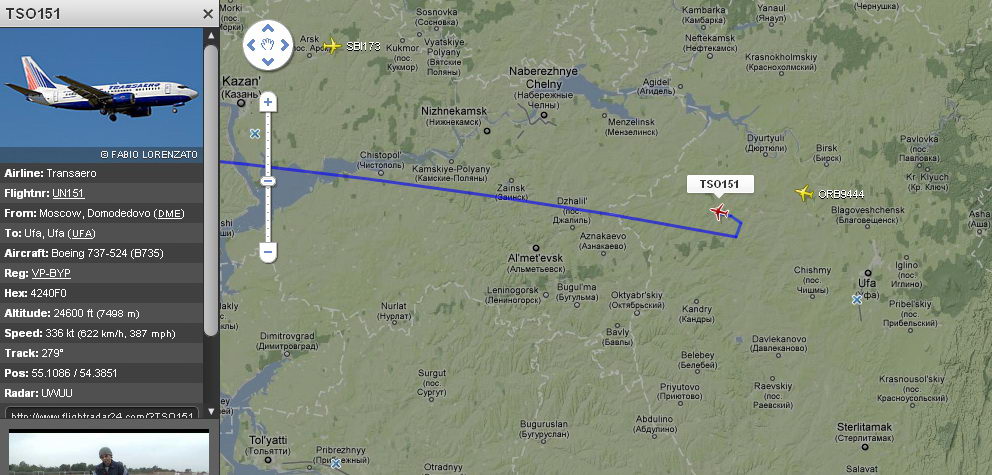 TSO151
TRANSAERO
© FABIO LORENZATO
Airline: Transaero
Flightnr: UN151
From: Moscow, Domodedovo (DME)
To: Ufa, Ufa (UFA)
Aircraft: Boeing 737-524 (B735)
Reg: VP-BYP
Hex: 4240F0
Altitude: 24600 ft (7498 m)
Speed: 336 kt (622 km/h, 387 mph)
Track: 279°
Pos: 55.1086 / 54.3851
Radar: UWUU
http://www.flightradar24.com/?TSO151
Morki
Arsk
SBI173
Kukmor
(Кукмор)
Sosnovka
(Сосновка)
Vyatskiye
Polyany
(Вятские
Поляны)
Kambarka
(Камбарка)
Yanaul
(Янаул)
(Чернушка)
Neftekamsk
(Нефтекамск)
Krasnokholmskiy
(Краснохолмский)
Kazan'
(Казань)
Naberezhnye
Chelny
(Набережные
Челны)
Agidel'
(Агидель)
Nizhnekamsk
(Нижнекамск)
Menzelinsk
(Мензелинск)
Dyurtyuli
(Дюртюли)
Birsk
(Бирск)
Pavlovka
(пос.
Павловка)
Kr-Klyuch
(Кр. Ключ)
Chistopol'
(Чистополь)
Kamskiye-Polyany
(Камские-Поляны)
Zainsk
(Заинск)
TSO151
ORB9444
Dzhalil'
(пос.
Джалиль)
Blagoveshchensk
(Благовещенск)
Asha
(Аша)
Aznakaevo
(Азнакаево)
Al'met'evsk
(Альметьевск)
Chishmy
(пос.
Чишмы)
Ufa
(Уфа)
Iglino
(пос.
Иглино)
Leninogorsk
(Лениногорск)
Bugul'ma
(Бугульма)
Oktyabr'skiy
(Октябрьский)
Kandry
(Кандры)
Pribel'skiy
(пос.
Прибельский)
Nurlat
(Нурлат)
Bavly
(Бавлы)
Davlekanovo
(Давлеканово)
Dimitrovgrad
(Димитровград)
Belebey
(Белебей)
Surgut
(пос.
Сургут)
Priyutovo
(пос.
Приютово)
Raevskiy
(пос.
Раевский)
Krasnousol'skiy
(пос.
Красноусольский)
Abdulino
(Абдулино)
Buguruslan
(Бугуруслан)
Sterlitamak
(Стерлитамак)
Tol'yatti
(Тольятти)
Pribrezhnyy
(Прибрежный)
Otradny